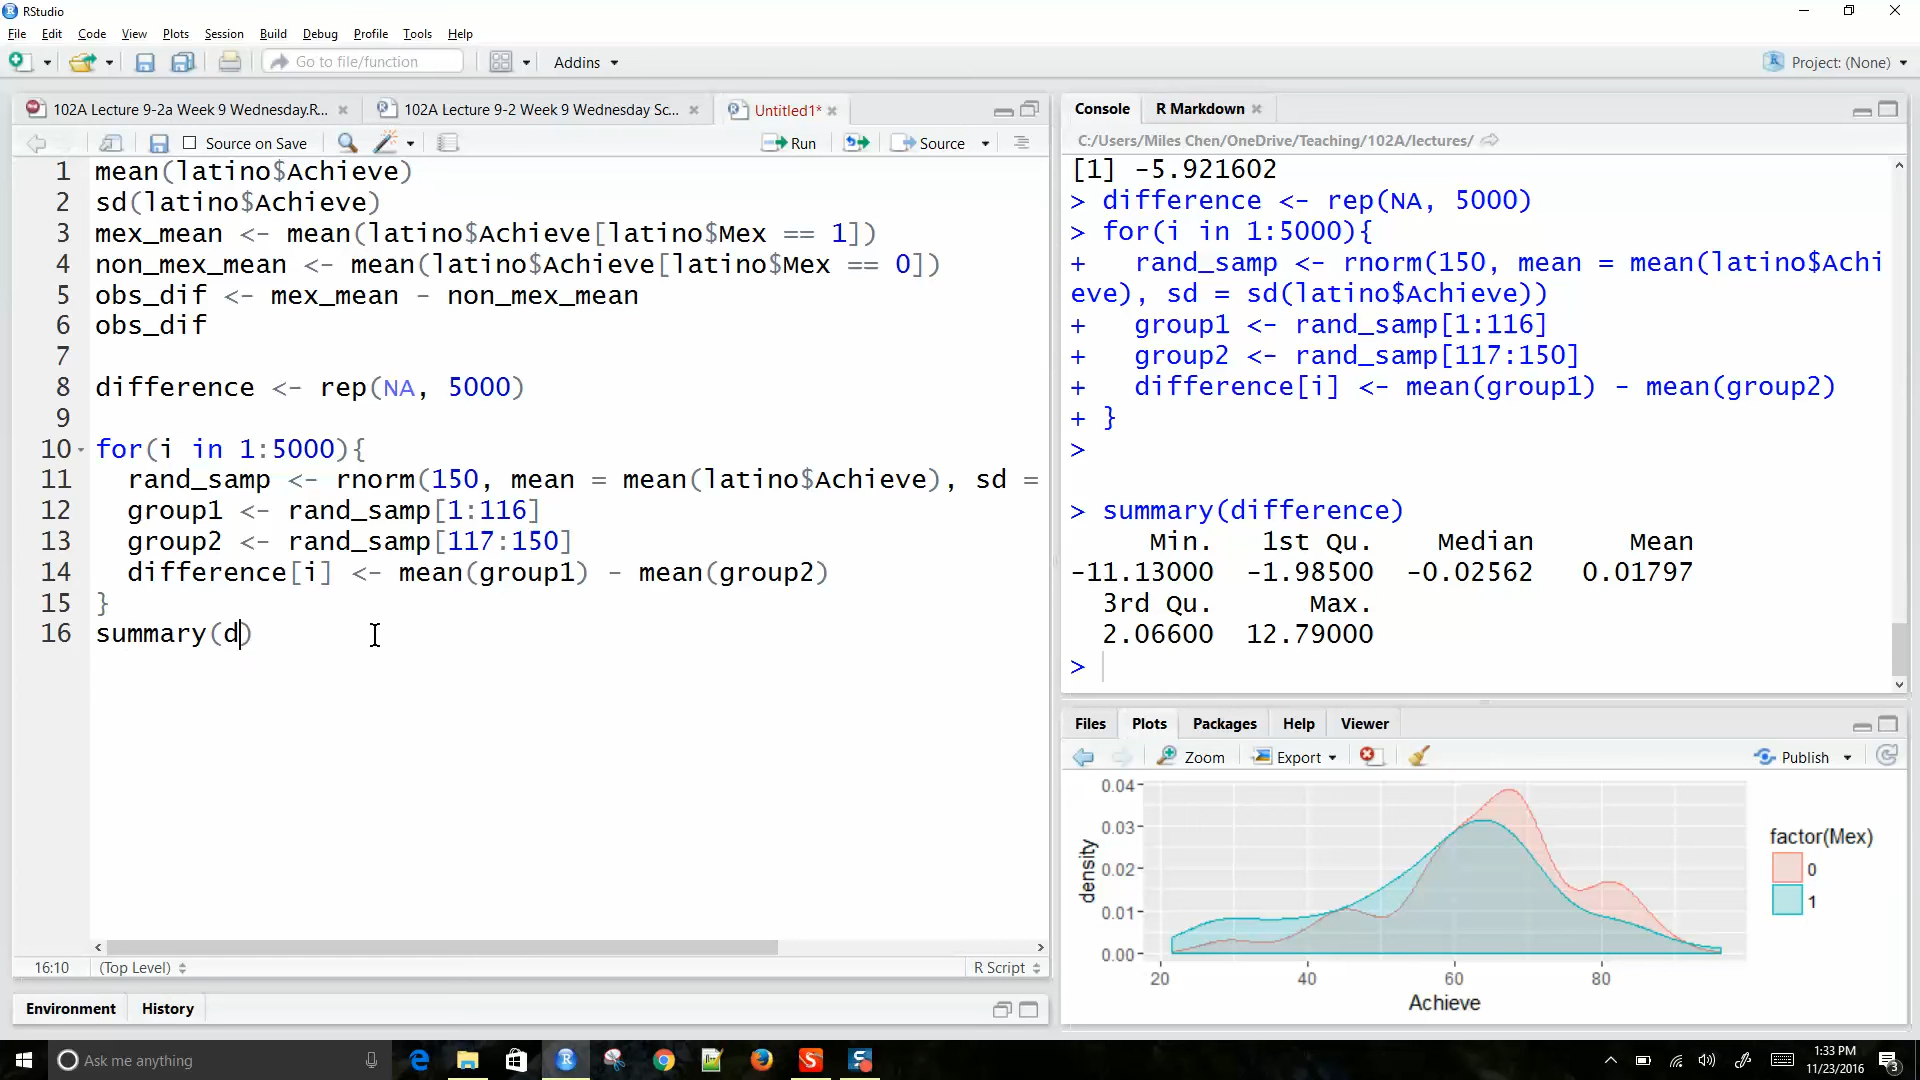 RStudio
File Edit Code View Plots Session Build Debug Profile Tools Help
Go to file/function Addins Project: (None)
102A Lecture 9-2a Week 9 Wednesday.R... 102A Lecture 9-2 Week 9 Wednesday Sc... Untitled1*
Source on Save Run Source
1 mean(latino$Achieve)
2 sd(latino$Achieve)
3 mex_mean <- mean(latino$Achieve[latino$Mex == 1])
4 non_mex_mean <- mean(latino$Achieve[latino$Mex == 0])
5 obs_dif <- mex_mean - non_mex_mean
6 obs_dif
7
8 difference <- rep(NA, 5000)
9
10 for(i in 1:5000){
11 rand_samp <- rnorm(150, mean = mean(latino$Achieve), sd =
12 group1 <- rand_samp[1:116]
13 group2 <- rand_samp[117:150]
14 difference[i] <- mean(group1) - mean(group2)
15 }
16 summary(d)
16:10 (Top Level) R Script
Environment History
Console R Markdown
C:/Users/Miles Chen/OneDrive/Teaching/102A/lectures/
[1] -5.921602
> difference <- rep(NA, 5000)
> for(i in 1:5000){
+ rand_samp <- rnorm(150, mean = mean(latino$Achi
eve), sd = sd(latino$Achieve))
+ group1 <- rand_samp[1:116]
+ group2 <- rand_samp[117:150]
+ difference[i] <- mean(group1) - mean(group2)
+ }
>
> summary(difference)
Min. 1st Qu. Median Mean
-11.13000 -1.98500 -0.02562 0.01797
3rd Qu. Max.
2.06600 12.79000
>
Files Plots Packages Help Viewer
Zoom Export Publish
0.04
0.03
0.02
0.01
0.00
density
20 40 60 80
Achieve
factor(Mex)
0
1
Ask me anything
1:33 PM
11/23/2016
3